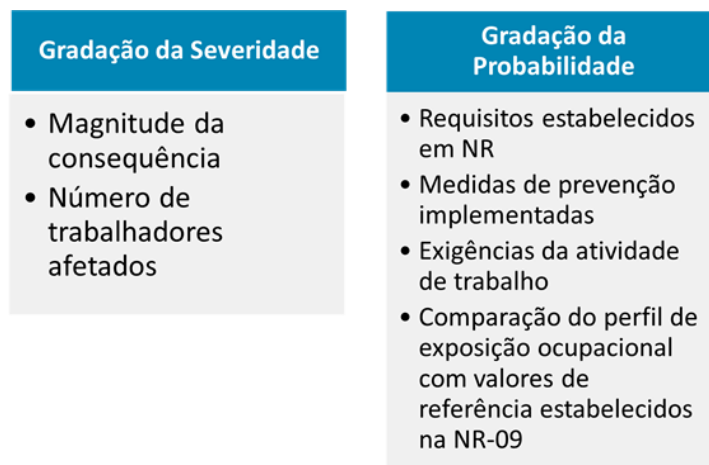 Gradação da Severidade
• Magnitude da
consequência
• Número de
trabalhadores
afetados
Gradação da
Probabilidade
• Requisitos estabelecidos
em NR
• Medidas de prevenção
implementadas
• Exigências da atividade
de trabalho
• Comparação do perfil de
exposição ocupacional
com valores de
referência estabelecidos
na NR-09